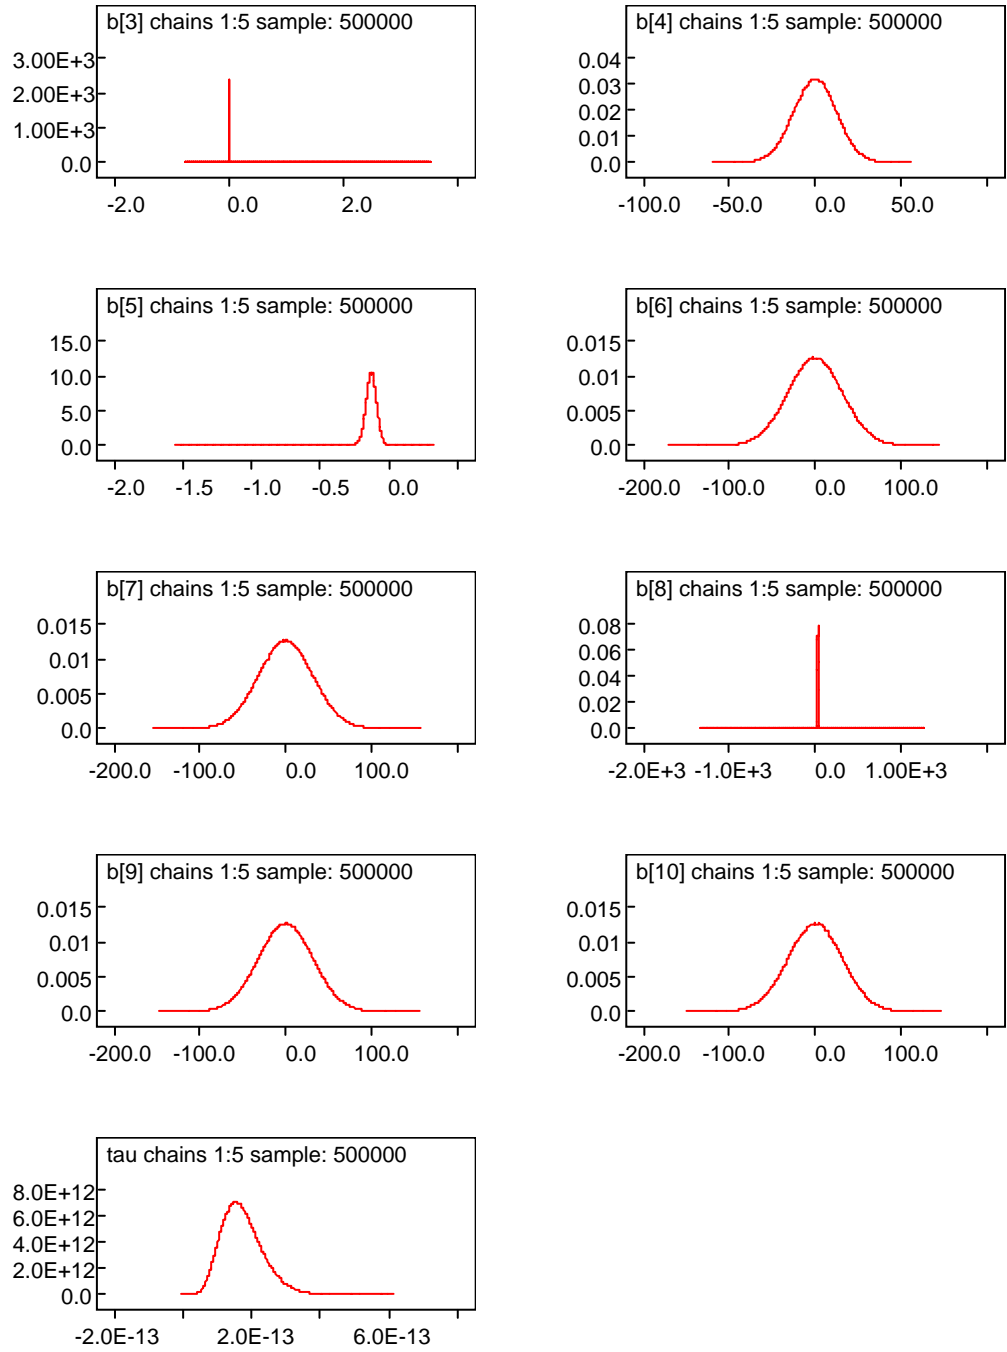 b[3] chains 1:5 sample: 500000
3.00E+3
2.00E+3
1.00E+3
0.0
-2.0 0.0 2.0
b[4] chains 1:5 sample: 500000
0.04
0.03
0.02
0.01
0.0
-100.0 -50.0 0.0 50.0
b[5] chains 1:5 sample: 500000
15.0
10.0
5.0
0.0
-2.0 -1.5 -1.0 -0.5 0.0
b[6] chains 1:5 sample: 500000
0.015
0.01
0.005
0.0
-200.0 -100.0 0.0 100.0
b[7] chains 1:5 sample: 500000
0.015
0.01
0.005
0.0
-200.0 -100.0 0.0 100.0
b[8] chains 1:5 sample: 500000
0.08
0.06
0.04
0.02
0.0
-2.0E+3 -1.0E+3 0.0 1.00E+3
b[9] chains 1:5 sample: 500000
0.015
0.01
0.005
0.0
-200.0 -100.0 0.0 100.0
b[10] chains 1:5 sample: 500000
0.015
0.01
0.005
0.0
-200.0 -100.0 0.0 100.0
tau chains 1:5 sample: 500000
8.0E+12
6.0E+12
4.0E+12
2.0E+12
0.0
-2.0E-13 2.0E-13 6.0E-13